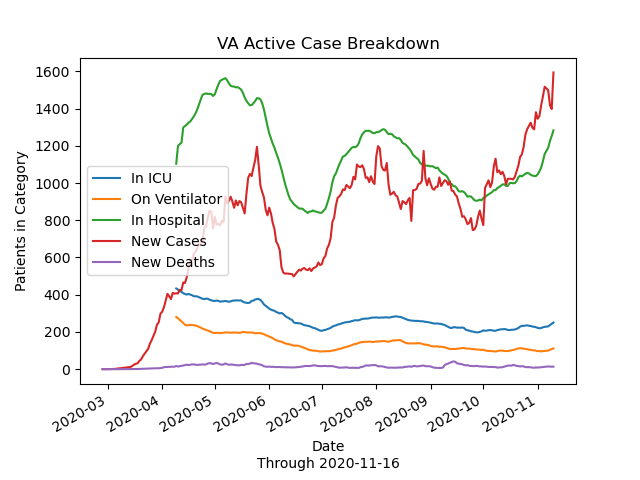 VA Active Case Breakdown
Patients in Category
1600
1400
1200
1000
800
600
400
200
0
In ICU
On Ventilator
In Hospital
New Cases
New Deaths
2020-03
2020-04
2020-05
2020-06
2020-07
2020-08
2020-09
2020-10
2020-11
Date
Through 2020-11-16